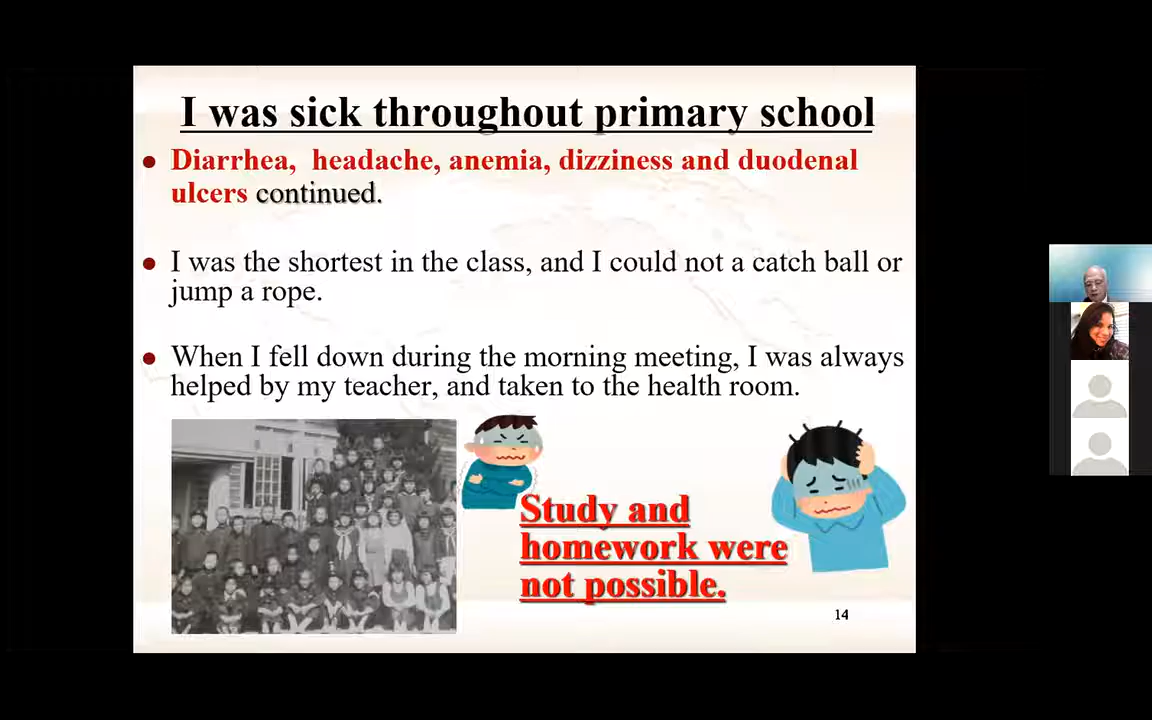 I was sick throughout primary school
● Diarrhea, headache, anemia, dizziness and duodenal
ulcers continued.
● I was the shortest in the class, and I could not a catch ball or
jump a rope.
● When I fell down during the morning meeting, I was always
helped by my teacher, and taken to the health room.
Study and
homework were
not possible.
14